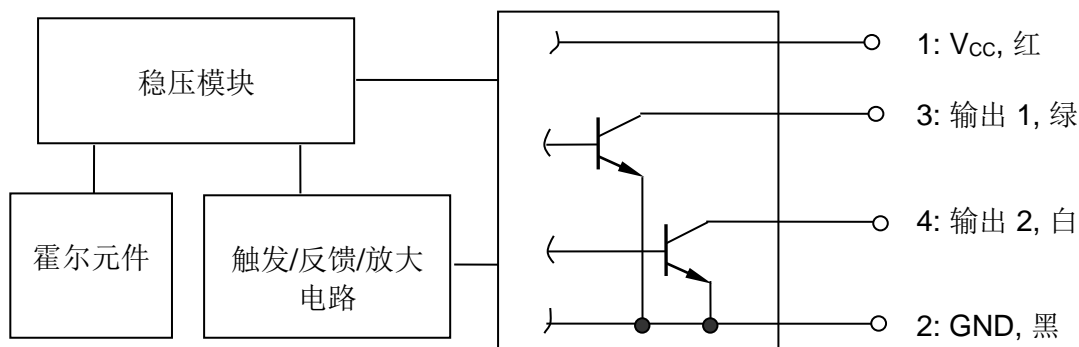 稳压模块
霍尔元件
触发/反馈/放大
电路
1: VCC, 红
3: 输出 1, 绿
4: 输出 2, 白
2: GND, 黑